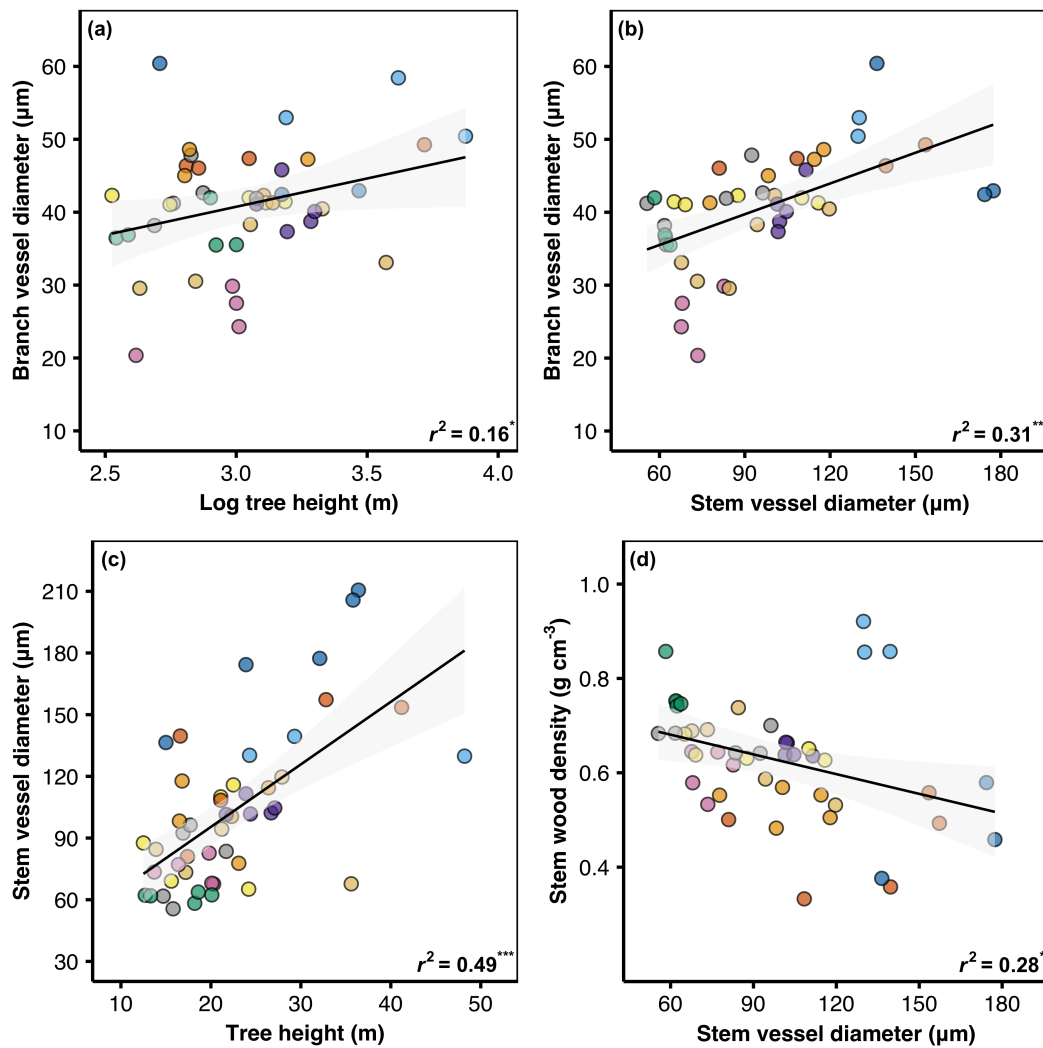 (a)
60
50
40
30
20
10
Branch vessel diameter (μm)
2.5 3.0 3.5 4.0
Log tree height (m)
r² = 0.16*
(b)
60
50
40
30
20
10
Branch vessel diameter (μm)
60 90 120 150 180
Stem vessel diameter (μm)
r² = 0.31**
(c)
210
180
150
120
90
60
30
Stem vessel diameter (μm)
10 20 30 40 50
Tree height (m)
r² = 0.49***
(d)
1.0
0.8
0.6
0.4
Stem wood density (g cm⁻³)
60 90 120 150 180
Stem vessel diameter (μm)
r² = 0.28*